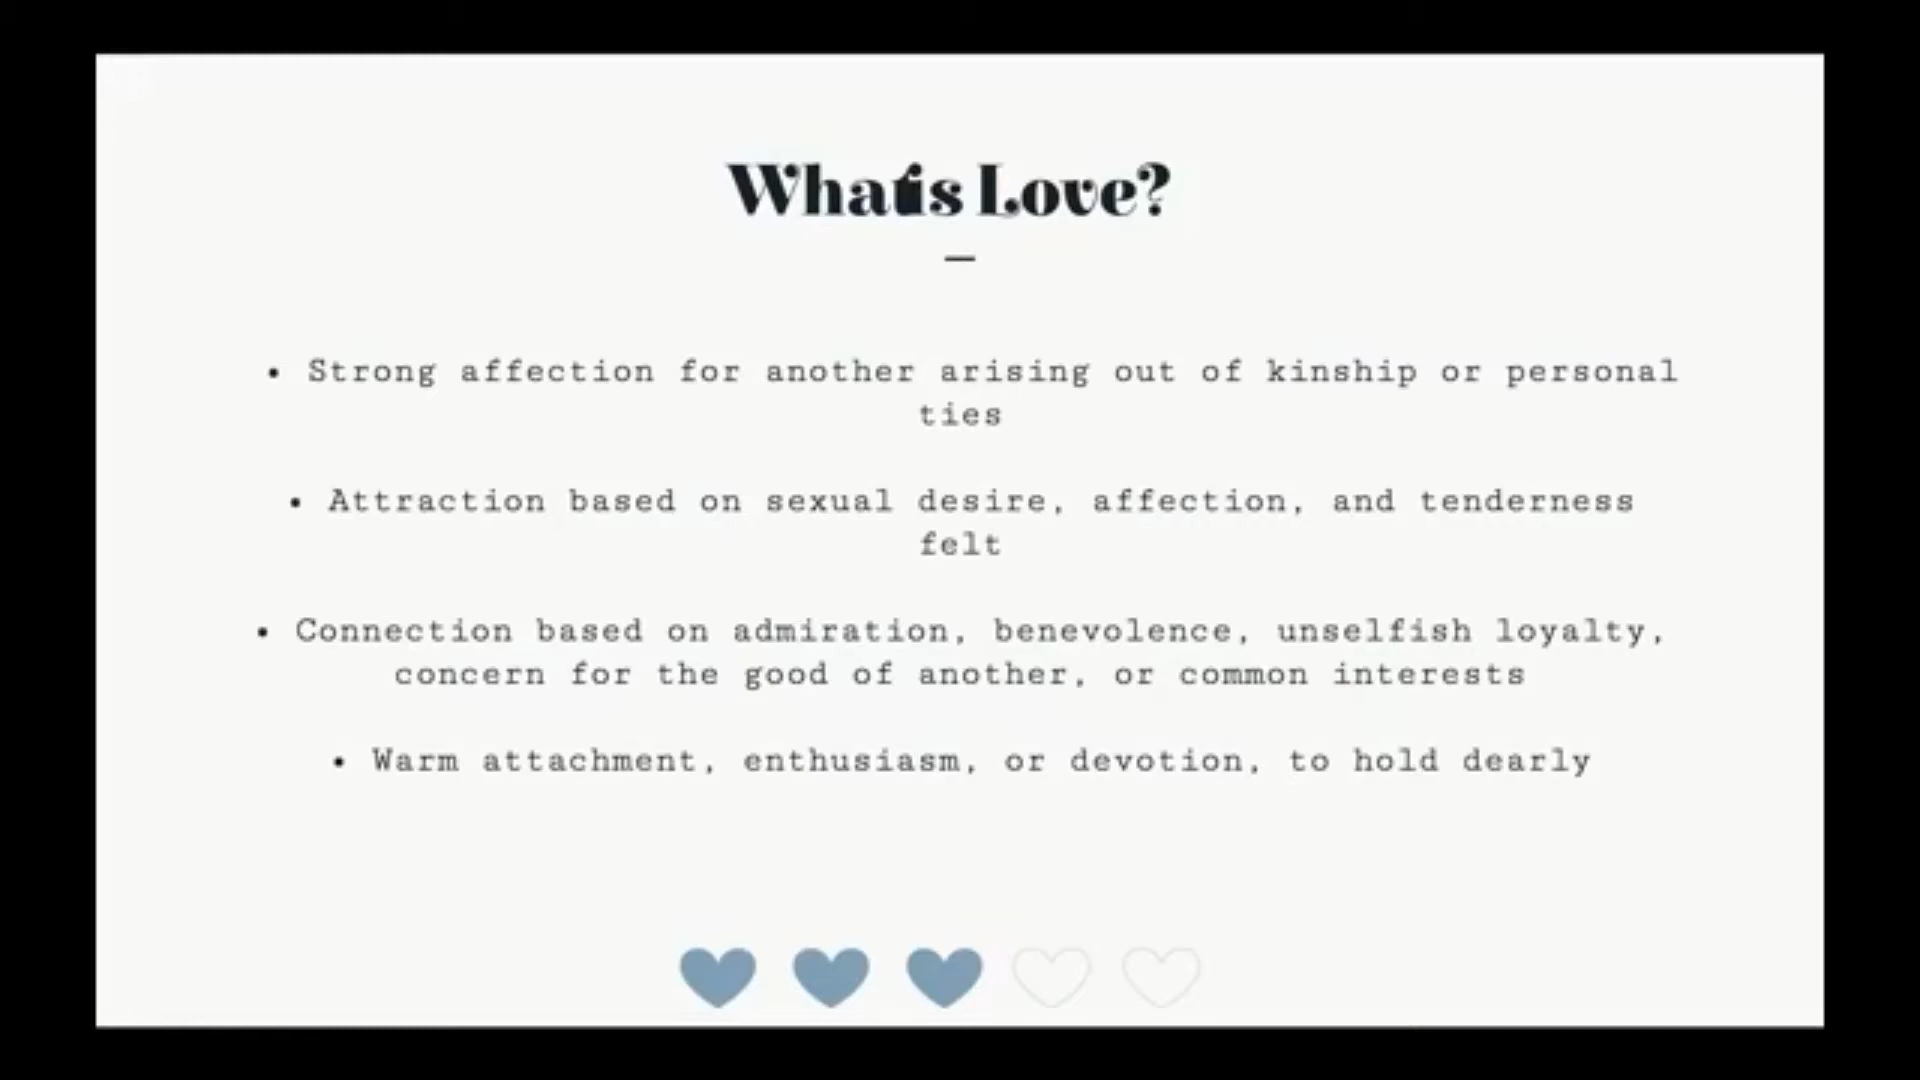 What is Love?
• Strong affection for another arising out of kinship or personal
ties
• Attraction based on sexual desire, affection, and tenderness
felt
• Connection based on admiration, benevolence, unselfish loyalty,
concern for the good of another, or common interests
• Warm attachment, enthusiasm, or devotion, to hold dearly